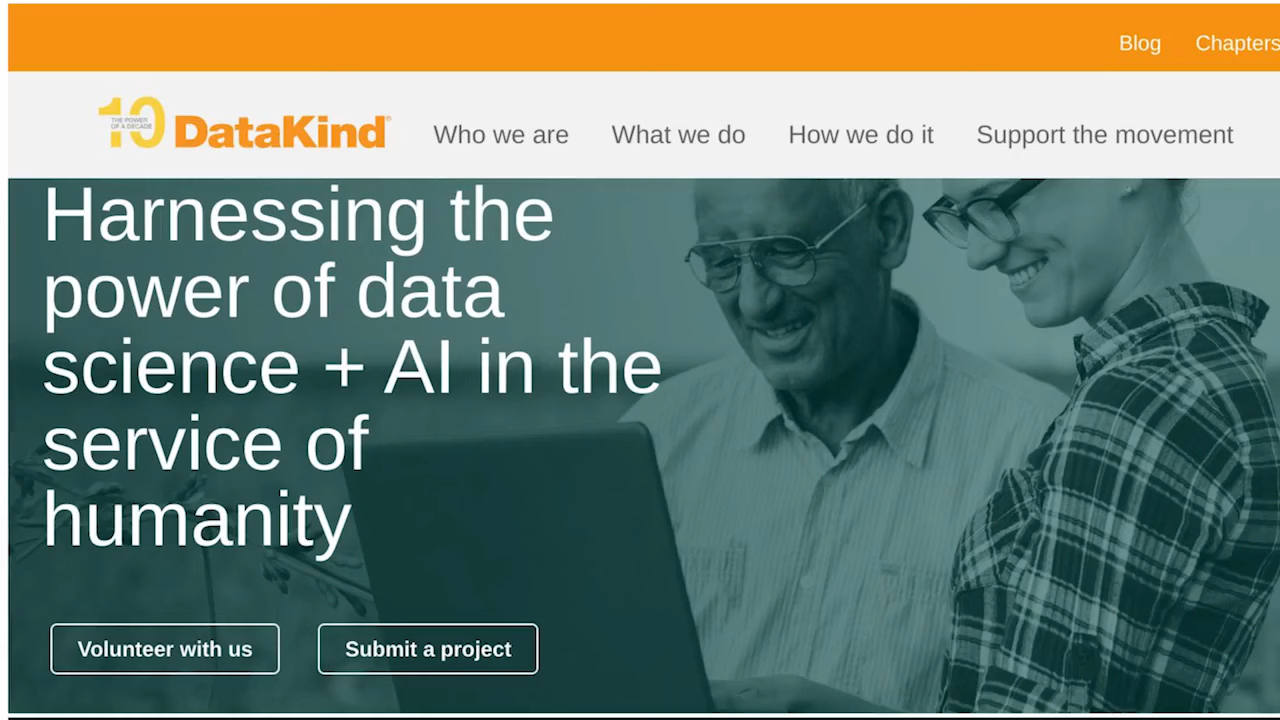 Blog Chapters
10 THE POWER OF A DECADE DataKind® Who we are What we do How we do it Support the movement
Harnessing the
power of data
science + AI in the
service of
humanity
Volunteer with us Submit a project